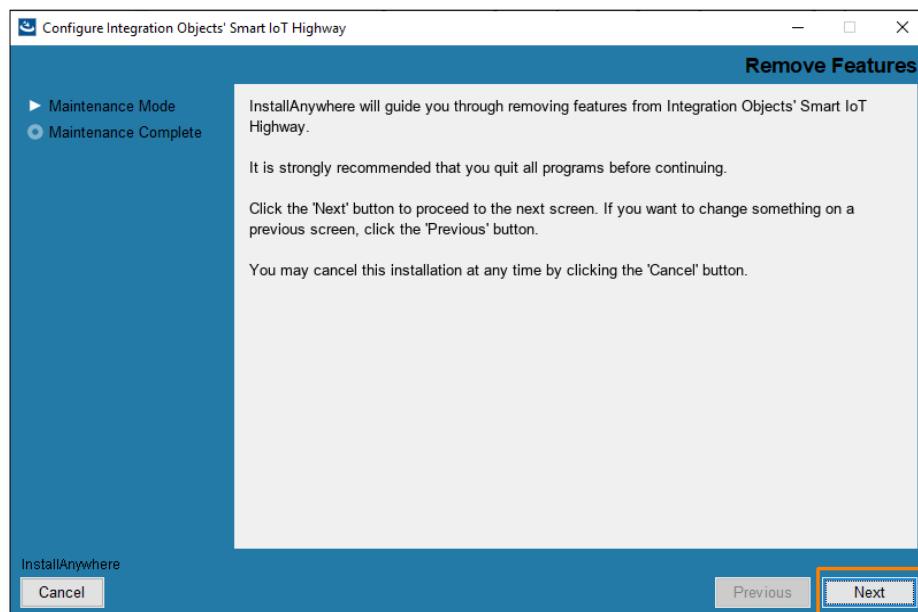 Configure Integration Objects' Smart IoT Highway
Remove Features
Maintenance Mode
Maintenance Complete
InstallAnywhere will guide you through removing features from Integration Objects' Smart IoT
Highway.
It is strongly recommended that you quit all programs before continuing.
Click the 'Next' button to proceed to the next screen. If you want to change something on a
previous screen, click the 'Previous' button.
You may cancel this installation at any time by clicking the 'Cancel' button.
InstallAnywhere
Cancel
Previous
Next